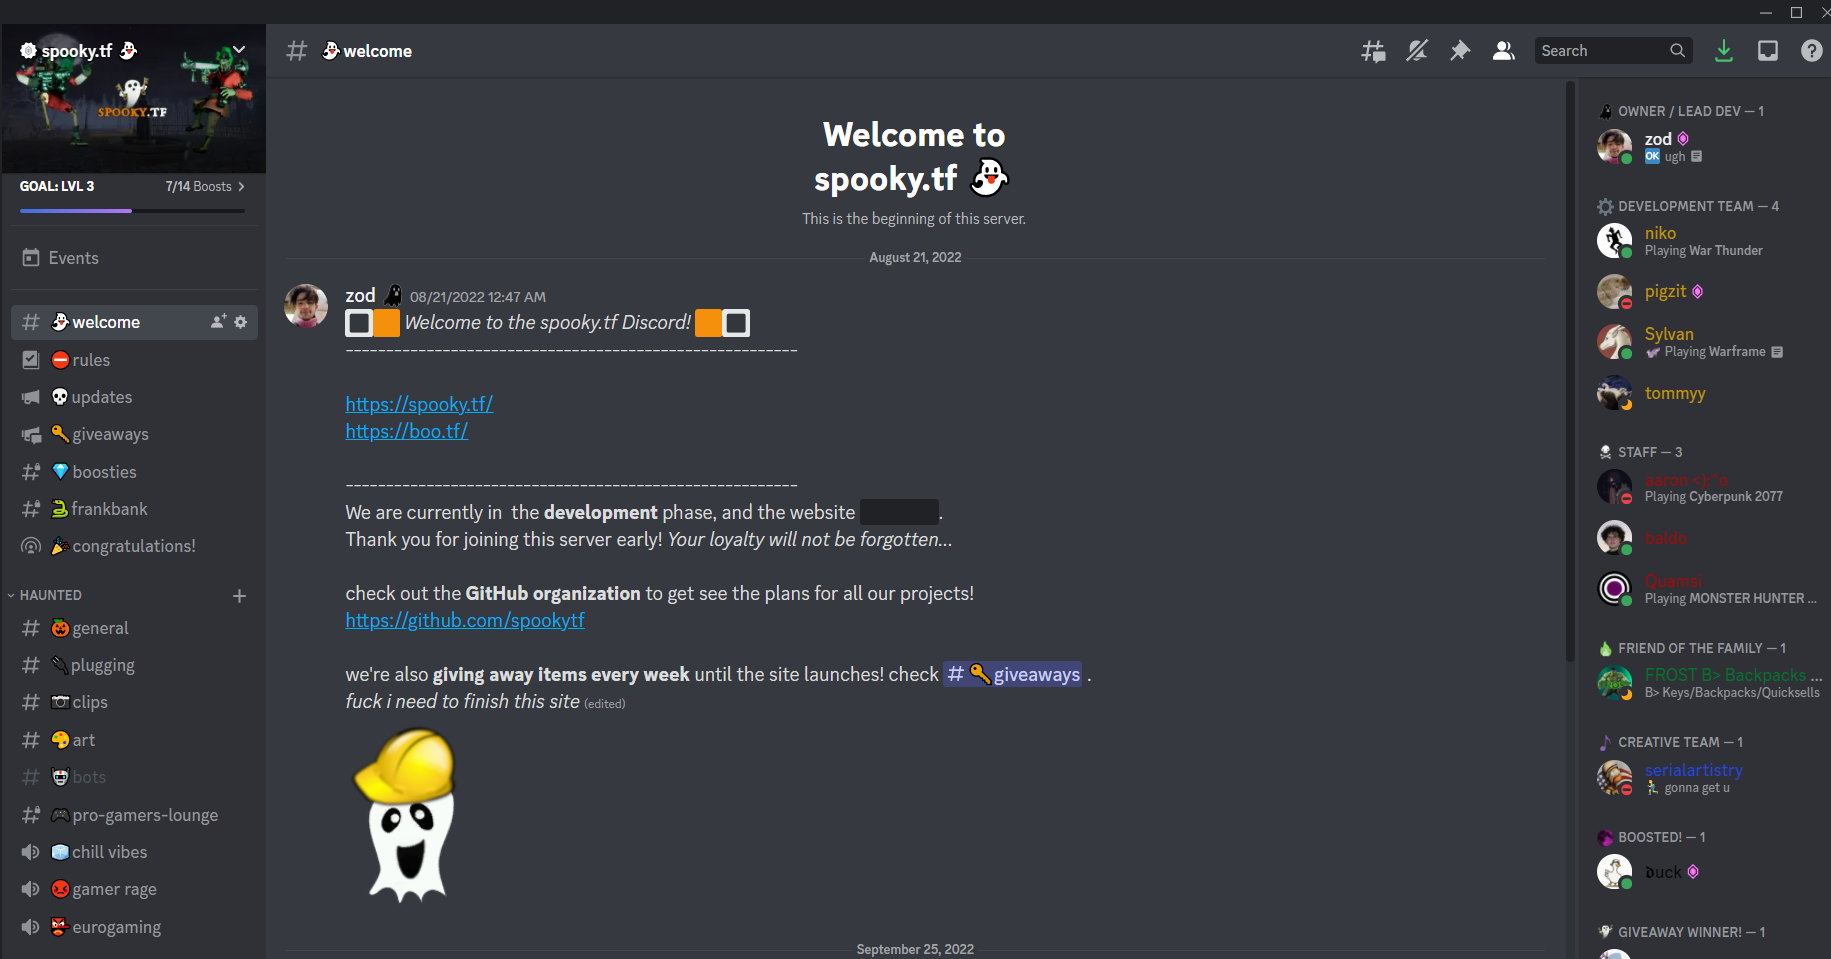 spooky.tf
SPOOKY.TF
GOAL: LVL 3
7/14 Boosts
Events
welcome
rules
updates
giveaways
boosties
frankbank
congratulations!
HAUNTED
general
plugging
clips
art
bots
pro-gamers-lounge
chill vibes
gamer rage
eurogaming
welcome
Search
Welcome to
spooky.tf
This is the beginning of this server.
August 21, 2022
zod 08/21/2022 12:47 AM
Welcome to the spooky.tf Discord!
--------------------------------------------------------
https://spooky.tf/
https://boo.tf/
--------------------------------------------------------
We are currently in the development phase, and the website .
Thank you for joining this server early! Your loyalty will not be forgotten...
check out the GitHub organization to get see the plans for all our projects!
https://github.com/spookytf
we're also giving away items every week until the site launches! check # giveaways .
fuck i need to finish this site (edited)
September 25, 2022
OWNER / LEAD DEV — 1
zod
OK ugh
DEVELOPMENT TEAM — 4
niko
Playing War Thunder
pigzit
Sylvan
Playing Warframe
tommyy
STAFF — 3
Playing Cyberpunk 2077
baldo
Quamsi
Playing MONSTER HUNTER ...
FRIEND OF THE FAMILY — 1
FROST B> Backpacks ...
B> Keys/Backpacks/Quicksells
CREATIVE TEAM — 1
serialartistry
gonna get u
BOOSTED! — 1
𝖉uck
GIVEAWAY WINNER! — 1